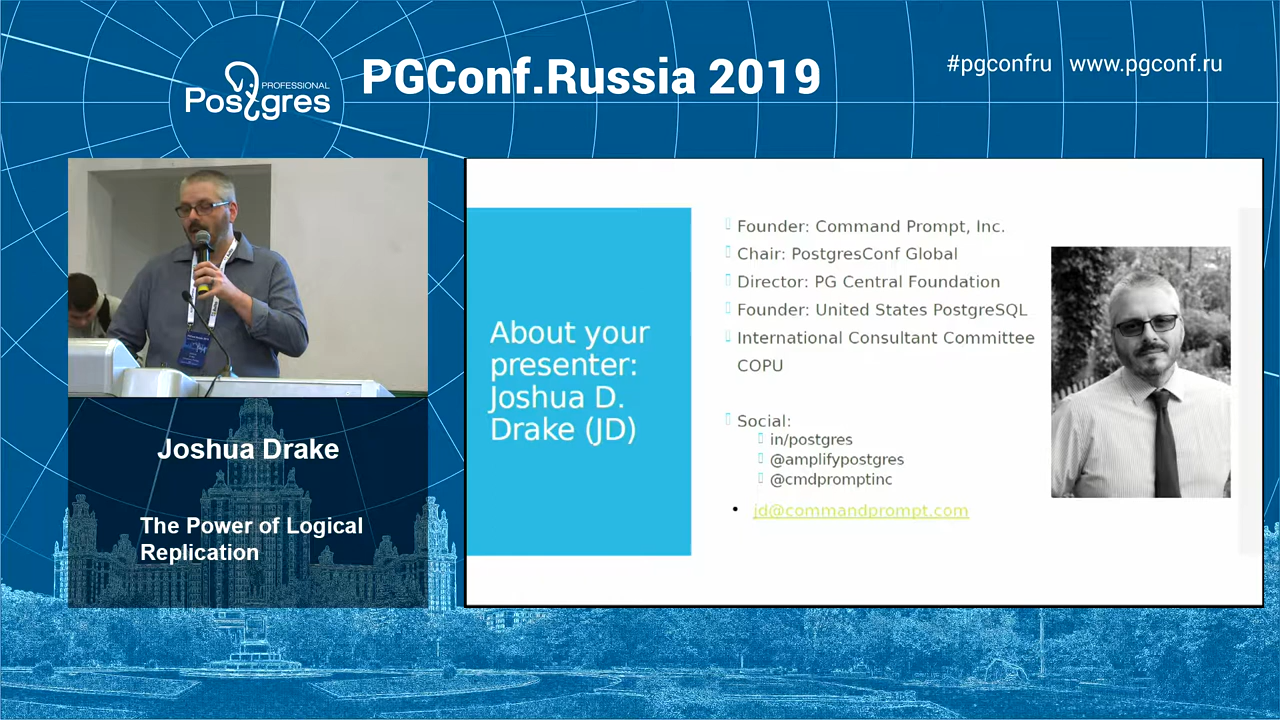 PROFESSIONAL
Postgres
PGConf.Russia 2019
#pgconfru www.pgconf.ru
Joshua Drake
The Power of Logical
Replication
About your
presenter:
Joshua D.
Drake (JD)
Founder: Command Prompt, Inc.
Chair: PostgresConf Global
Director: PG Central Foundation
Founder: United States PostgreSQL
International Consultant Committee
COPU
Social:
in/postgres
@amplifypostgres
@cmdpromptinc
jd@commandprompt.com